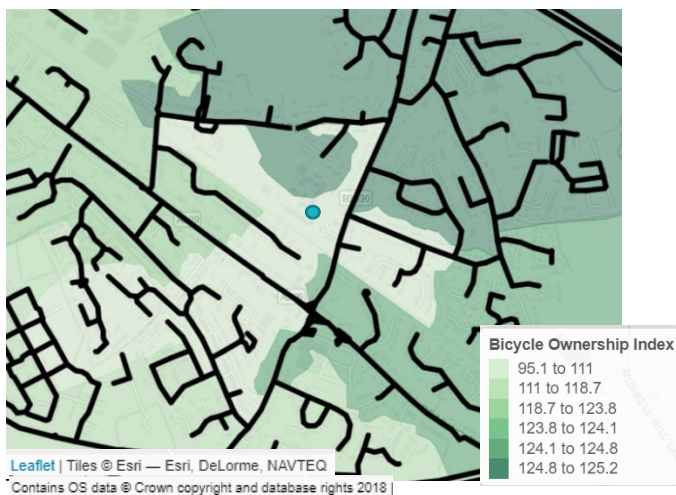 Bicycle Ownership Index
95.1 to 111
111 to 118.7
118.7 to 123.8
123.8 to 124.1
124.1 to 124.8
124.8 to 125.2
Leaflet | Tiles © Esri — Esri, DeLorme, NAVTEQ
Contains OS data © Crown copyright and database rights 2018 |